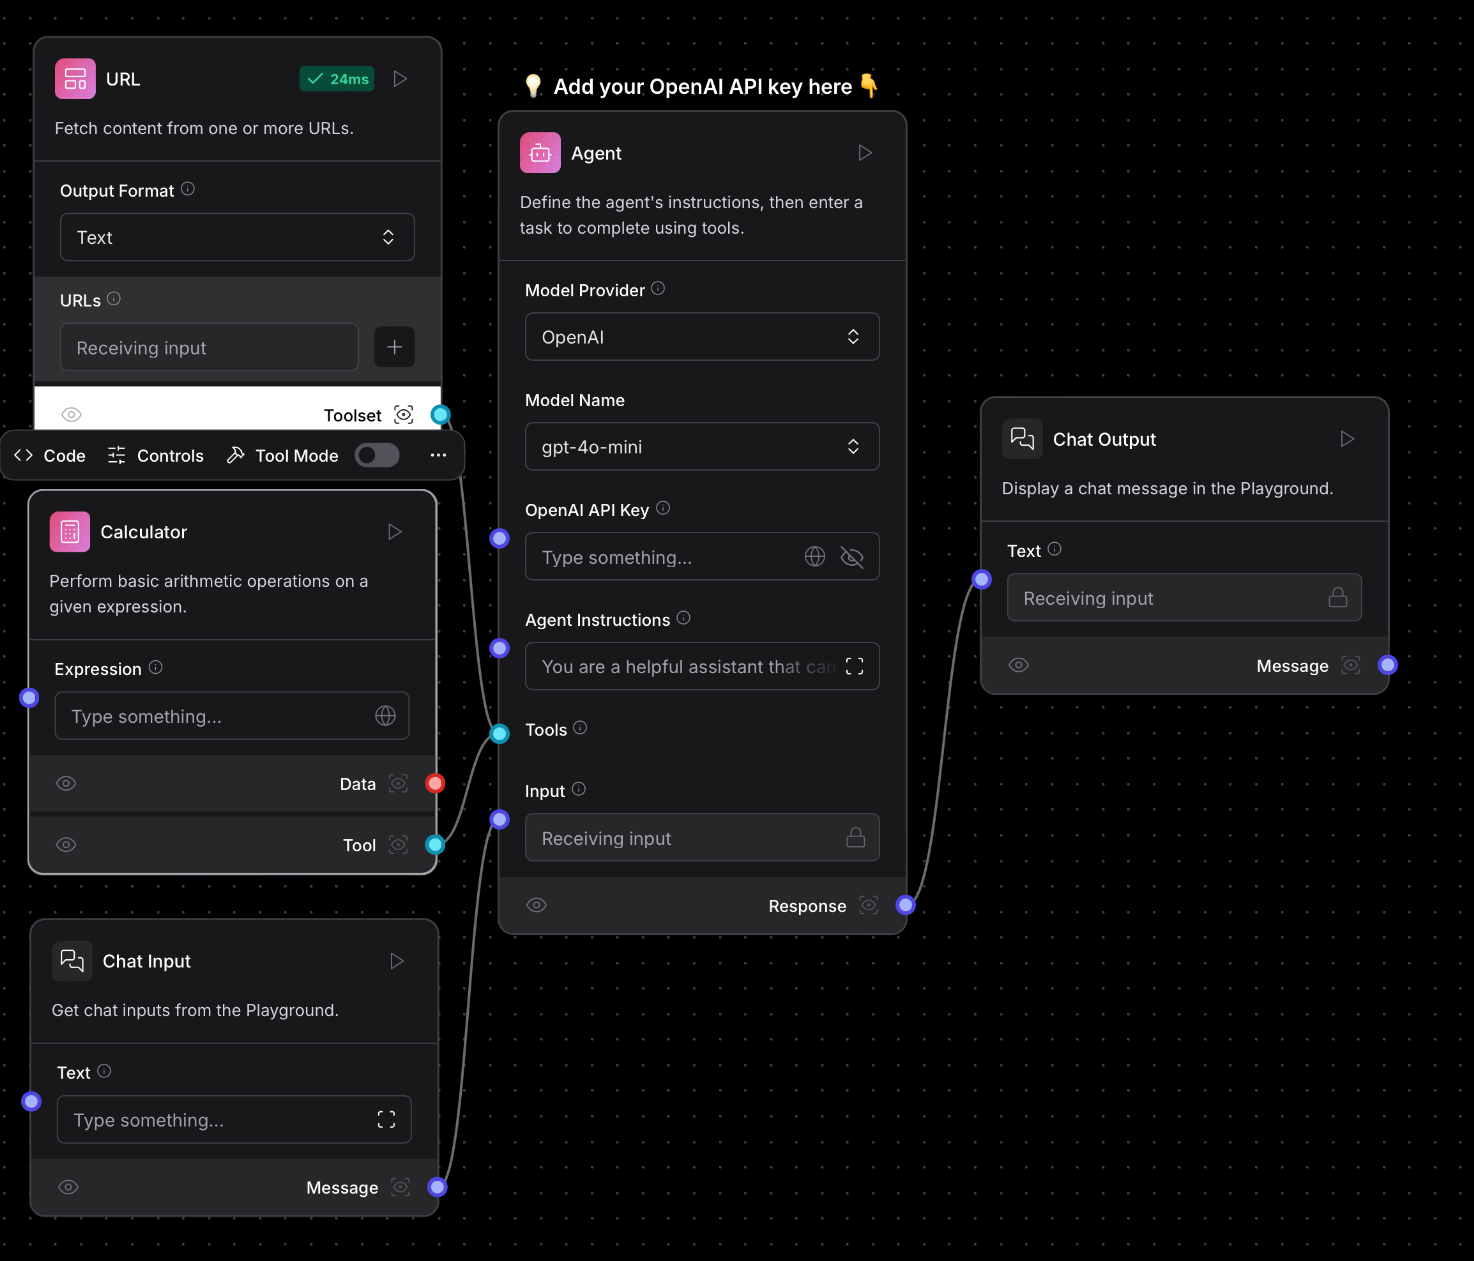 URL
24ms
Fetch content from one or more URLs.
Output Format
Text
URLs
Receiving input
Toolset
Code
Controls
Tool Mode
Calculator
Perform basic arithmetic operations on a
given expression.
Expression
Type something...
Data
Tool
Chat Input
Get chat inputs from the Playground.
Text
Type something...
Message
💡 Add your OpenAI API key here 👇
Agent
Define the agent's instructions, then enter a
task to complete using tools.
Model Provider
OpenAI
Model Name
gpt-4o-mini
OpenAI API Key
Type something...
Agent Instructions
You are a helpful assistant that can
Tools
Input
Receiving input
Response
Chat Output
Display a chat message in the Playground.
Text
Receiving input
Message